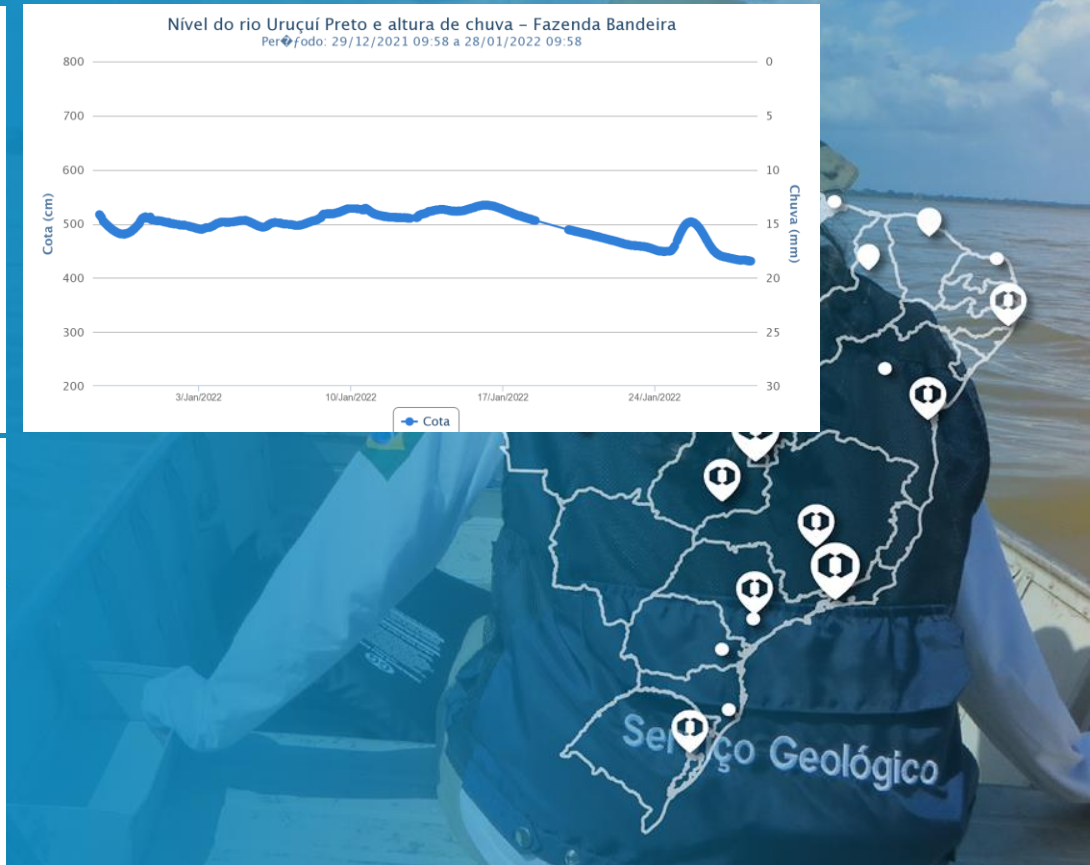 Nível do rio Uruçuí Preto e altura de chuva – Fazenda Bandeira
Per�ƒodo: 29/12/2021 09:58 a 28/01/2022 09:58
800
700
600
500
400
300
200
Cota (cm)
0
5
10
15
20
25
30
Chuva (mm)
3/Jan/2022
10/Jan/2022
17/Jan/2022
24/Jan/2022
Cota
Serviço Geológico